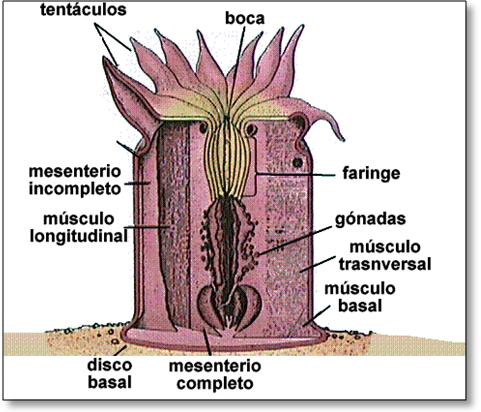 tentáculos
boca
mesenterio
incompleto
faringe
músculo
longitudinal
gónadas
músculo
trasnversal
músculo
basal
disco
basal
mesenterio
completo